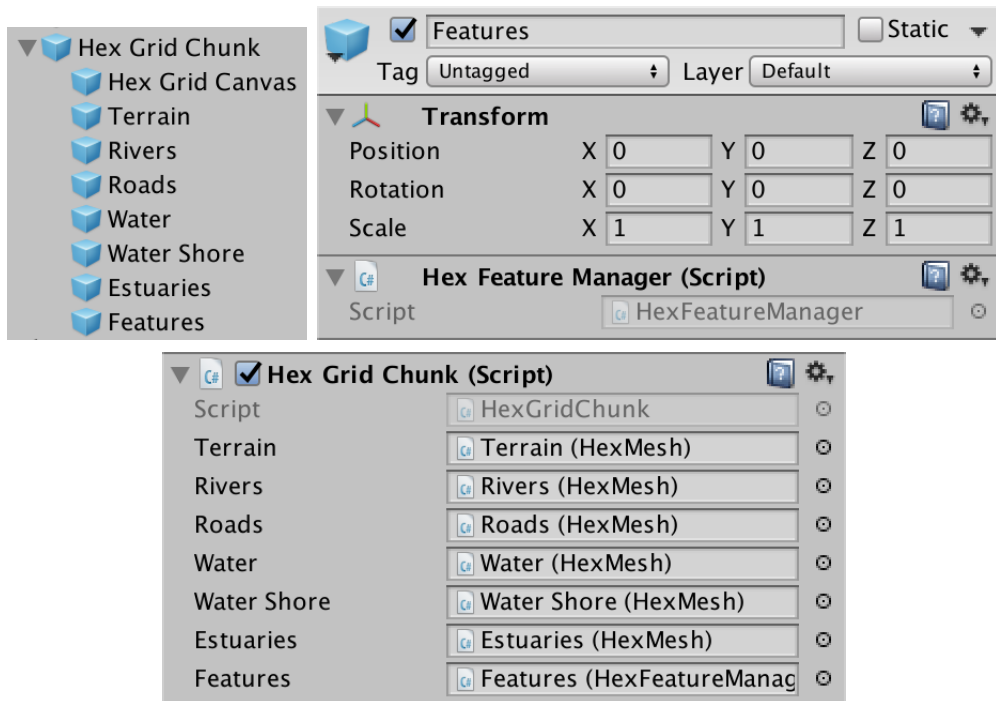 Hex Grid Chunk
Hex Grid Canvas
Terrain
Rivers
Roads
Water
Water Shore
Estuaries
Features
Features Static
Tag Untagged Layer Default
Transform
Position X 0 Y 0 Z 0
Rotation X 0 Y 0 Z 0
Scale X 1 Y 1 Z 1
C# Hex Feature Manager (Script)
Script HexFeatureManager
C# Hex Grid Chunk (Script)
Script HexGridChunk
Terrain Terrain (HexMesh)
Rivers Rivers (HexMesh)
Roads Roads (HexMesh)
Water Water (HexMesh)
Water Shore Water Shore (HexMesh)
Estuaries Estuaries (HexMesh)
Features Features (HexFeatureManag